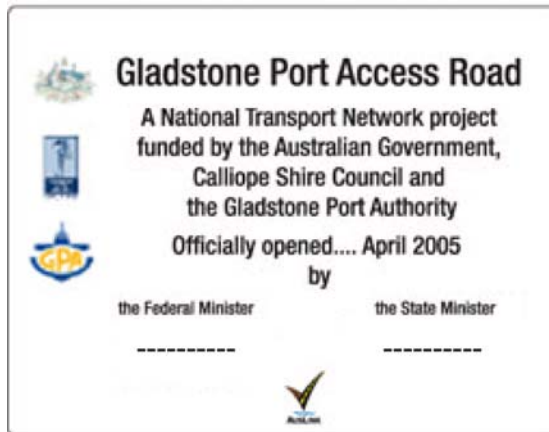 Gladstone Port Access Road
A National Transport Network project
funded by the Australian Government,
Calliope Shire Council and
the Gladstone Port Authority
Officially opened.... April 2005
by
the Federal Minister the State Minister
---------- ----------
GPA
AusLink